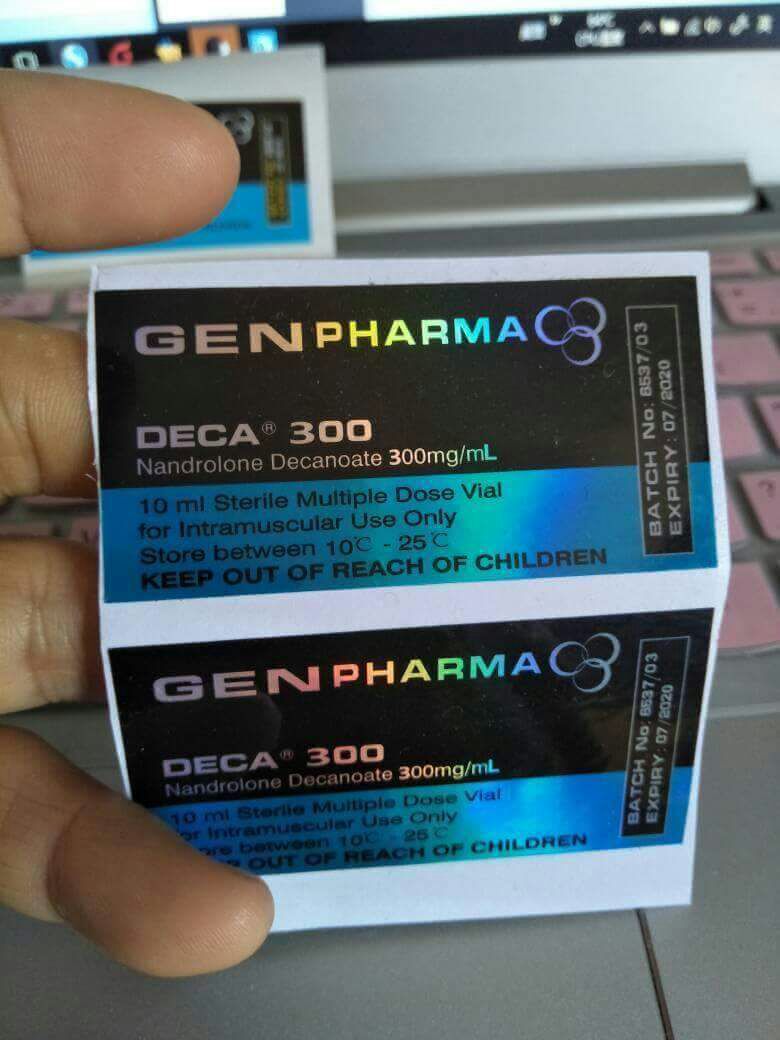 GENPHARMA
DECA® 300
Nandrolone Decanoate 300mg/mL
10 ml Sterile Multiple Dose Vial
for Intramuscular Use Only
Store between 10℃ - 25℃
KEEP OUT OF REACH OF CHILDREN
BATCH No: 6537/03
EXPIRY: 07/2020
GENPHARMA
DECA® 300
Nandrolone Decanoate 300mg/mL
10 ml Sterile Multiple Dose Vial
Intramuscular Use Only
between 10℃ - 25℃
OUT OF REACH OF CHILDREN
BATCH No: 6537/03
EXPIRY: 07/2020